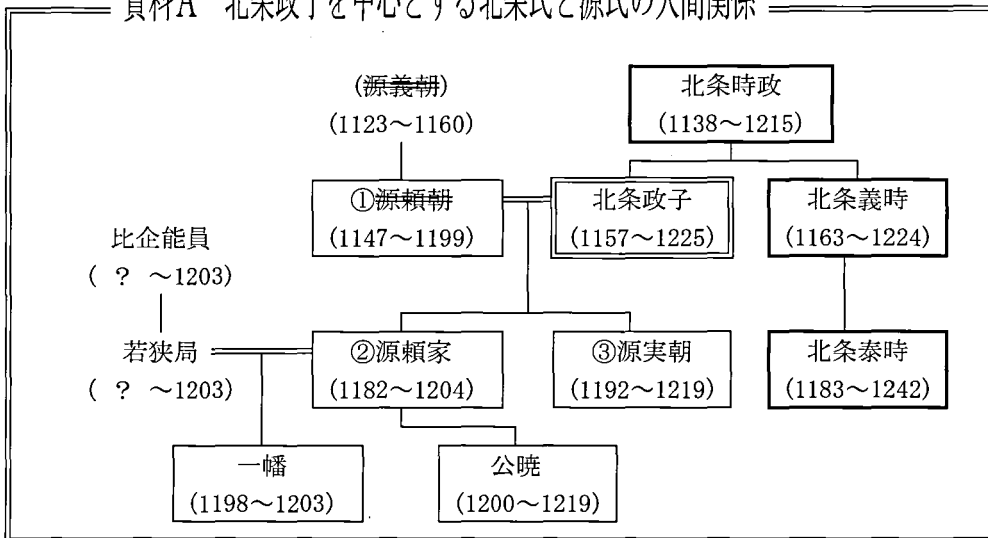 資料A 北条政子を中心とする北条氏と源氏の人間関係
(源義朝)
(1123〜1160)
北条時政
(1138〜1215)
①源頼朝
(1147〜1199)
北条政子
(1157〜1225)
北条義時
(1163〜1224)
比企能員
( ? 〜1203)
若狭局
( ? 〜1203)
②源頼家
(1182〜1204)
③源実朝
(1192〜1219)
北条泰時
(1183〜1242)
一幡
(1198〜1203)
公暁
(1200〜1219)